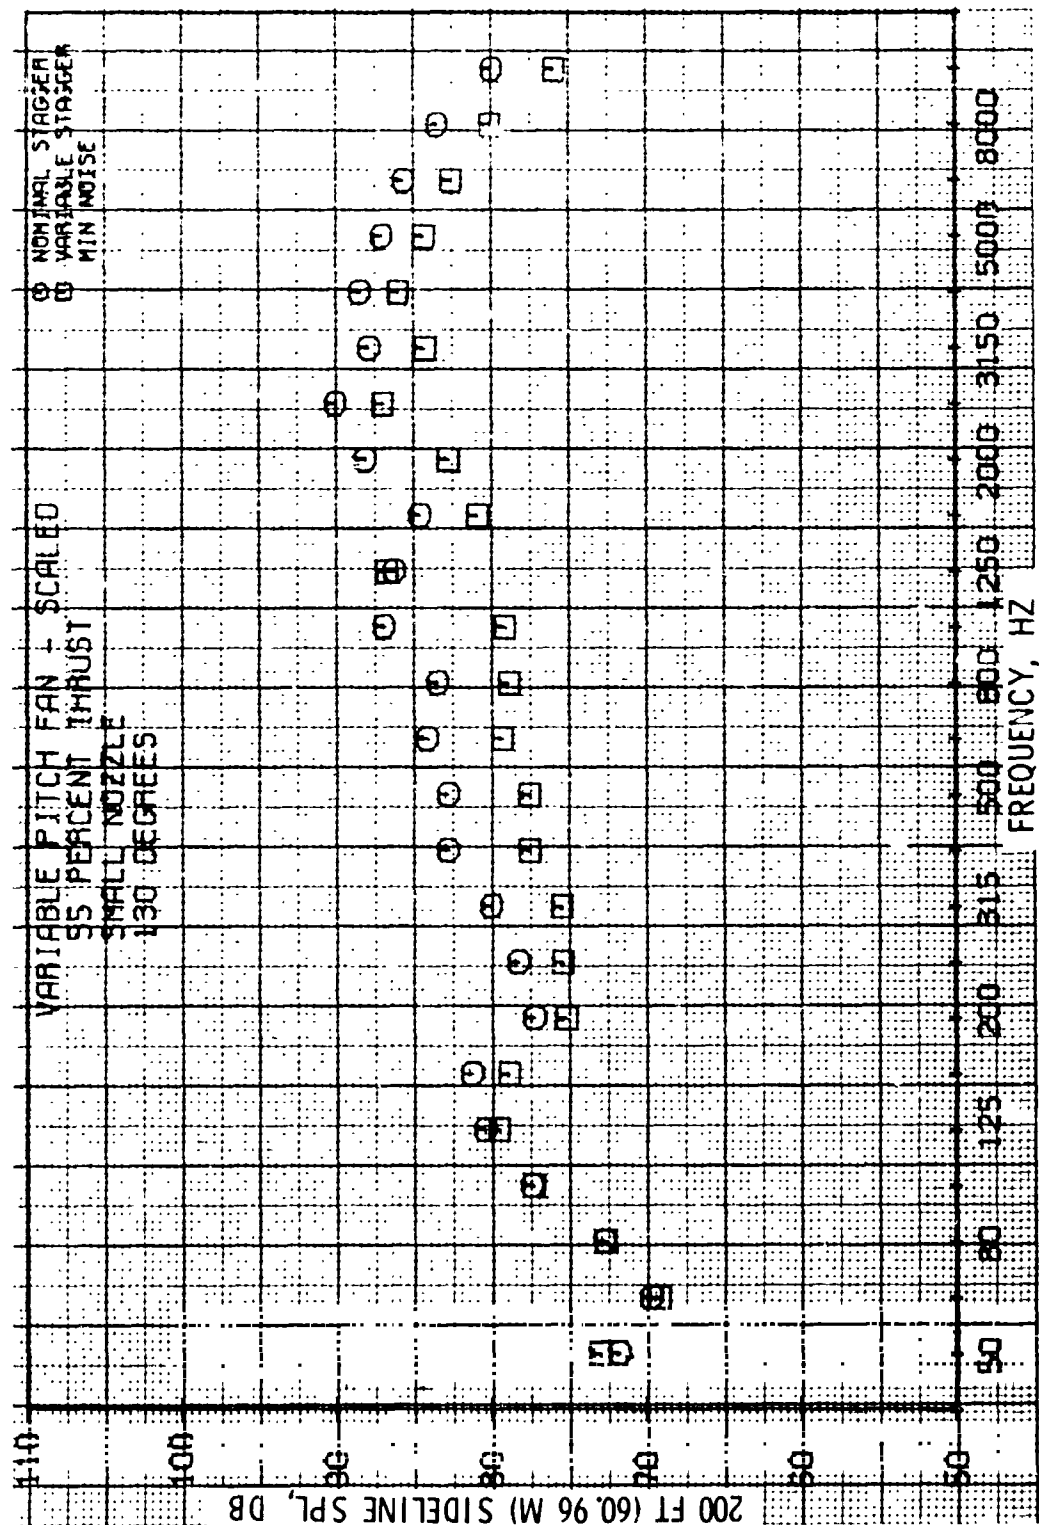 VARIABLE PITCH FAN - SCALED
55 PERCENT THRUST
SMALL NOZZLE
130 DEGREES
NOMINAL STAGGER
VARIABLE STAGGER
MIN NOISE
110
100
90
80
70
60
50
200 FT (60.96 M) SIDELINE SPL, DB
50 80 125 200 315 500 800 1250 2000 3150 5000 8000
FREQUENCY, HZ